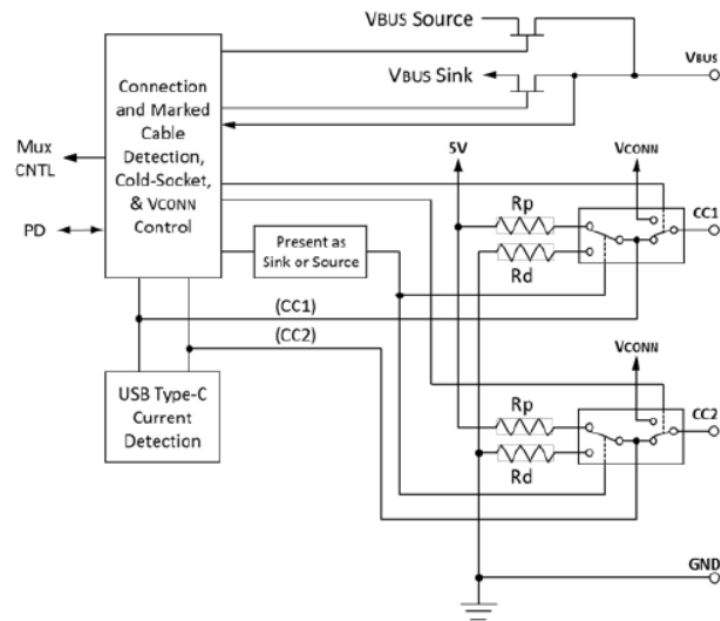 VBUS Source
VBUS
Connection
and Marked
Cable
Detection,
Cold-Socket,
& VCONN
Control
VBUS Sink
Mux
CNTL
PD
5V
VCONN
Rp
CC1
Rd
Present as
Sink or Source
(CC1)
(CC2)
VCONN
USB Type-C
Current
Detection
Rp
CC2
Rd
GND